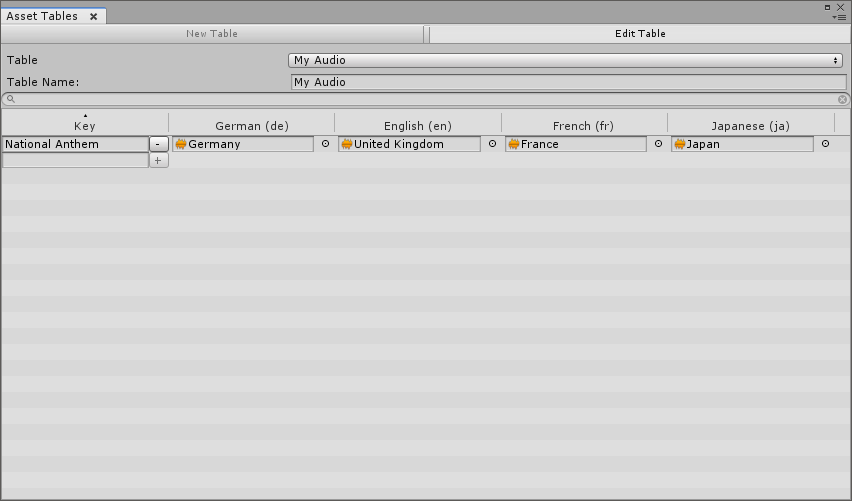 Asset Tables
New Table Edit Table
Table My Audio
Table Name: My Audio
Key German (de) English (en) French (fr) Japanese (ja)
National Anthem - Germany United Kingdom France Japan
+